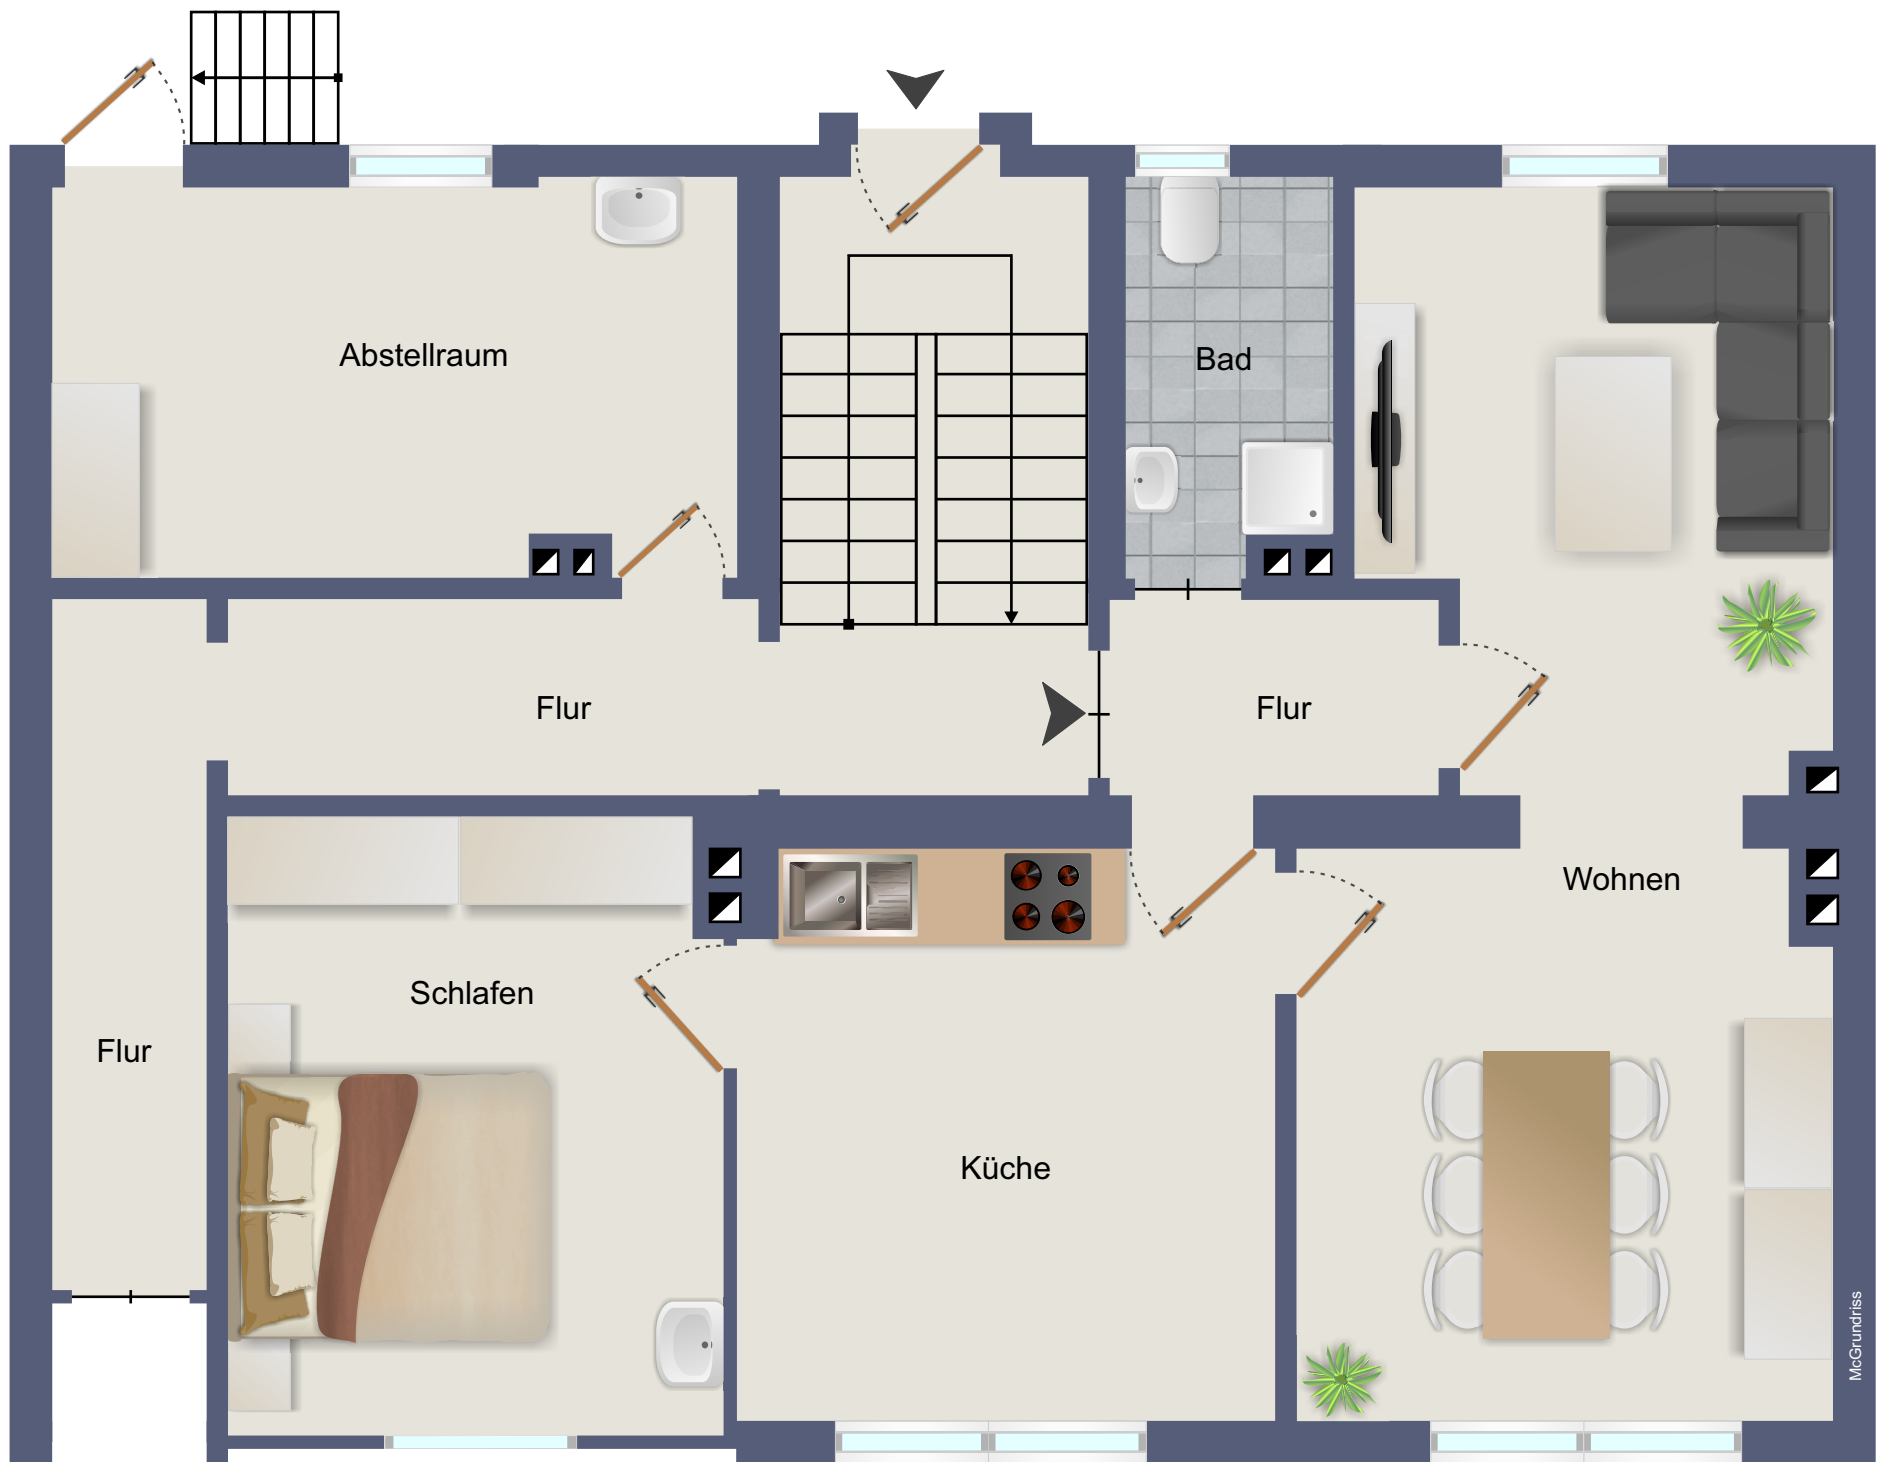 Abstellraum
Bad
Flur
Flur
Wohnen
Schlafen
Flur
Küche
McGrundriss